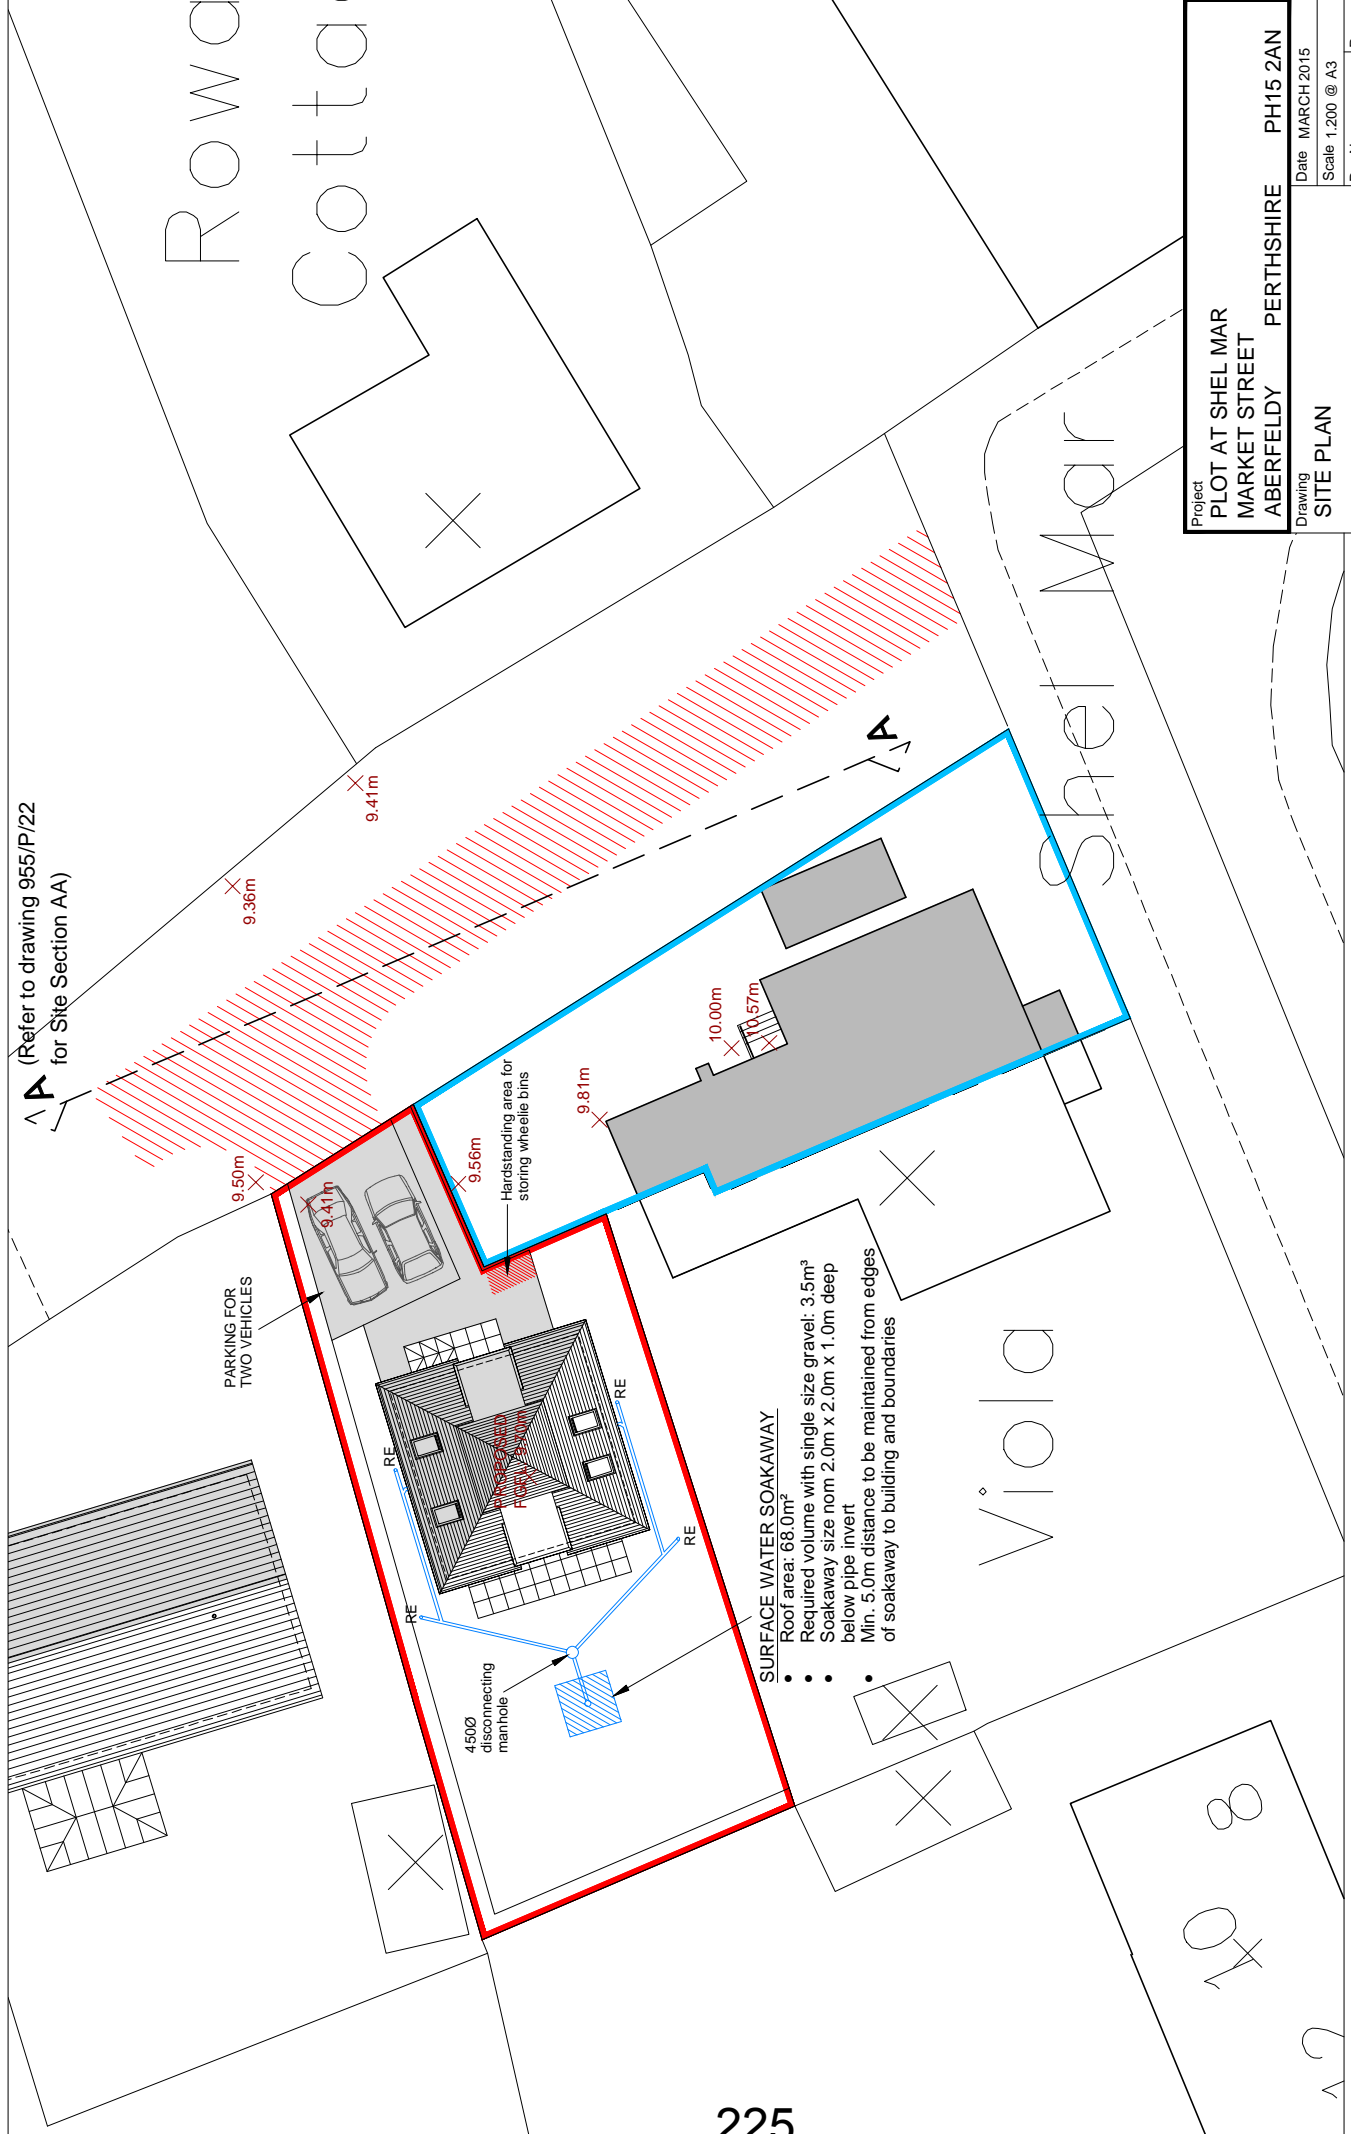 Rowa
Cotta
A
(Refer to drawing 955/P/22
for Site Section AA)
9.41m
9.36m
9.50m
9.41m
9.56m
A
10.00m
10.57m
9.81m
Hardstanding area for
storing wheelie bins
PARKING FOR
TWO VEHICLES
PROPOSED
RE
RE
RE
RE
450Ø
disconnecting
manhole
SURFACE WATER SOAKAWAY
• Roof area: 68.0m²
• Required volume with single size gravel: 3.5m³
• Soakaway size nom 2.0m x 2.0m x 1.0m deep
below pipe invert
• Min. 5.0m distance to be maintained from edges
of soakaway to building and boundaries
Shel Mar
Viola
8
10
Project
PLOT AT SHEL MAR
MARKET STREET
ABERFELDY PERTHSHIRE PH15 2AN
Drawing
SITE PLAN
Date MARCH 2015
Scale 1.200 @ A3
225